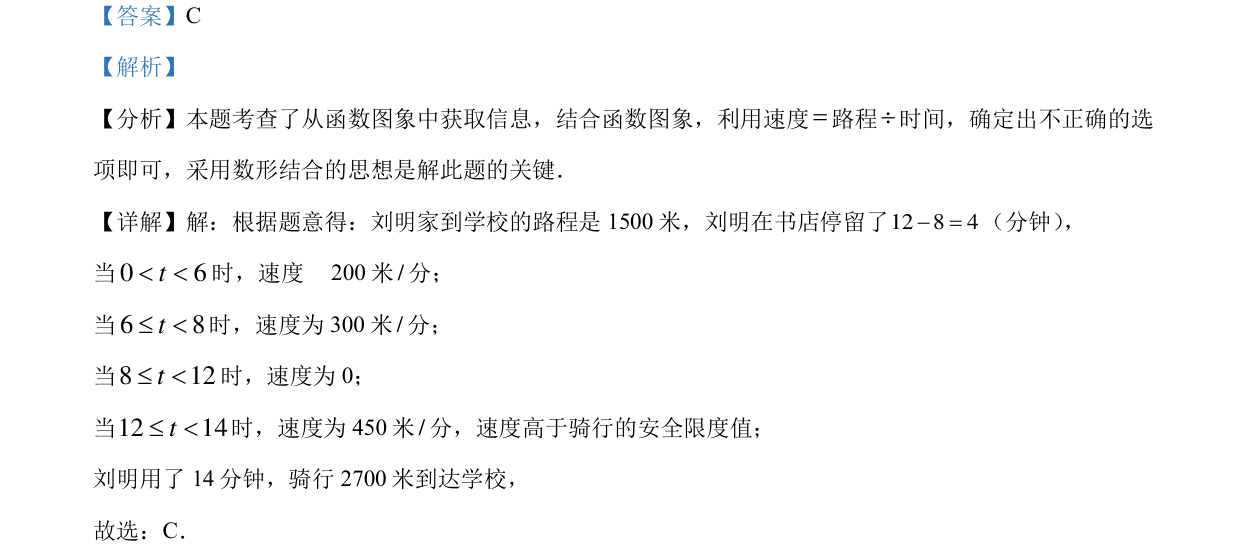 【答案】C
【解析】
【分析】本题考查了从函数图象中获取信息，结合函数图象，利用速度=路程÷时间，确定出不正确的选
项即可，采用数形结合的思想是解此题的关键．
【详解】解：根据题意得：刘明家到学校的路程是 1500 米，刘明在书店停留了12−8=4（分钟），
当0<t<6时，速度 200 米/分；
当6≤t<8时，速度为 300 米/分；
当8≤t<12时，速度为 0；
当12≤t<14时，速度为 450 米/分，速度高于骑行的安全限度值；
刘明用了 14 分钟，骑行 2700 米到达学校，
故选：C．